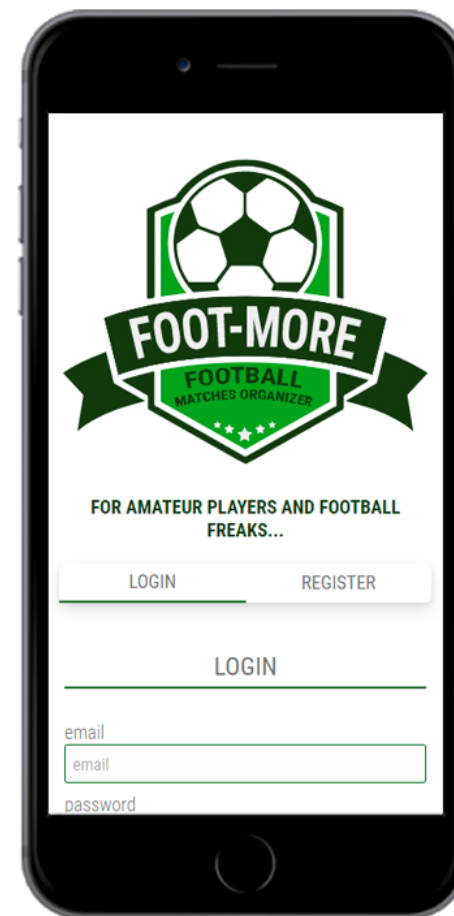 FOOT-MORE
FOOTBALL
MATCHES ORGANIZER
FOR AMATEUR PLAYERS AND FOOTBALL
FREAKS...
LOGIN REGISTER
LOGIN
email
email
password